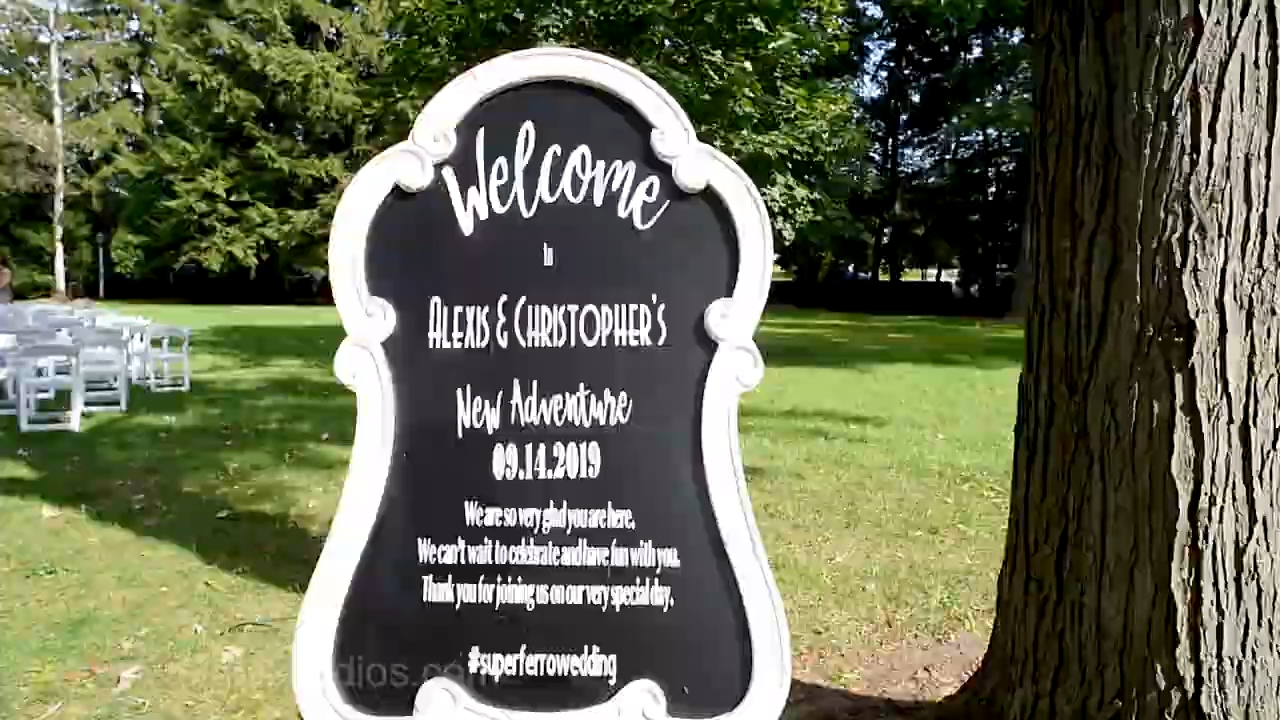 Welcome
to
ALEXIS & CHRISTOPHER'S
New Adventure
09.14.2019
We are so very glad you are here.
We can't wait to celebrate and have fun with you.
Thank you for joining us on our very special day.
#superferrowedding